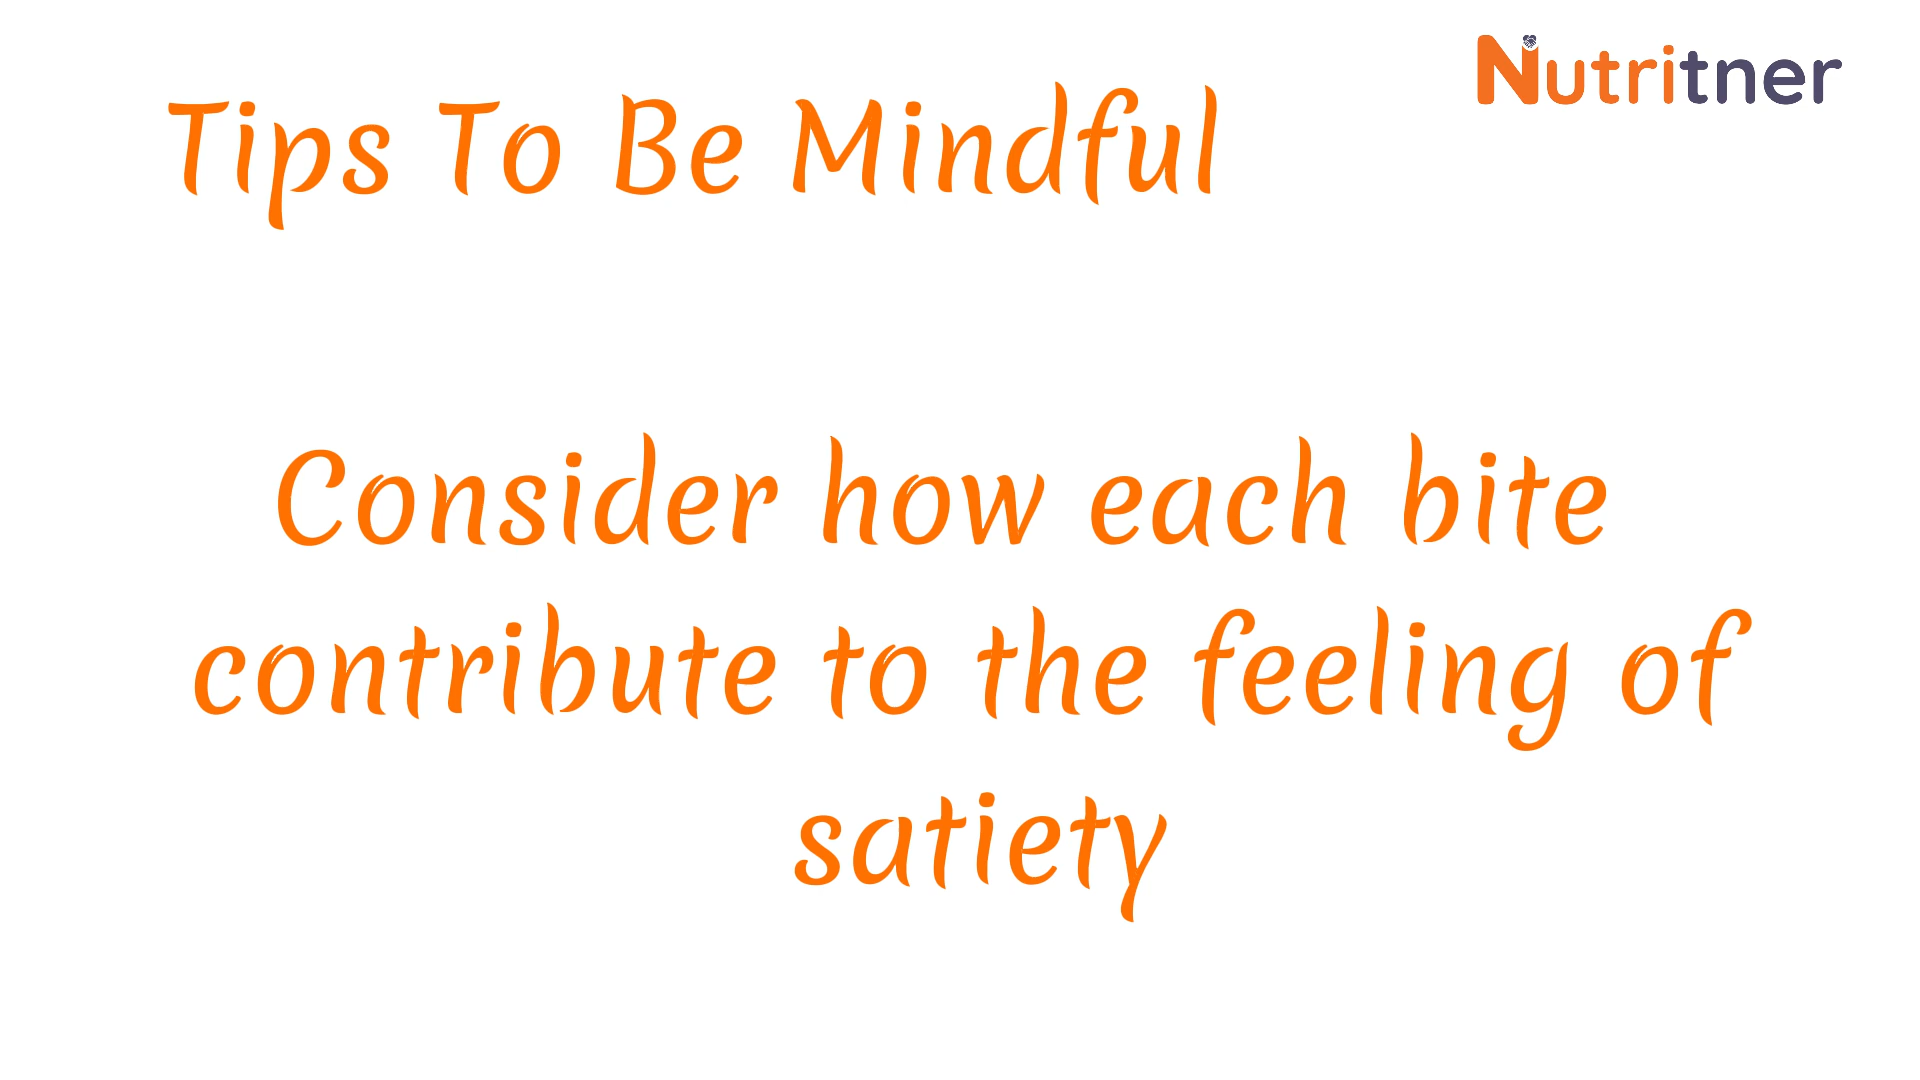 Nutritner
Tips To Be Mindful
Consider how each bite
contribute to the feeling of
satiety